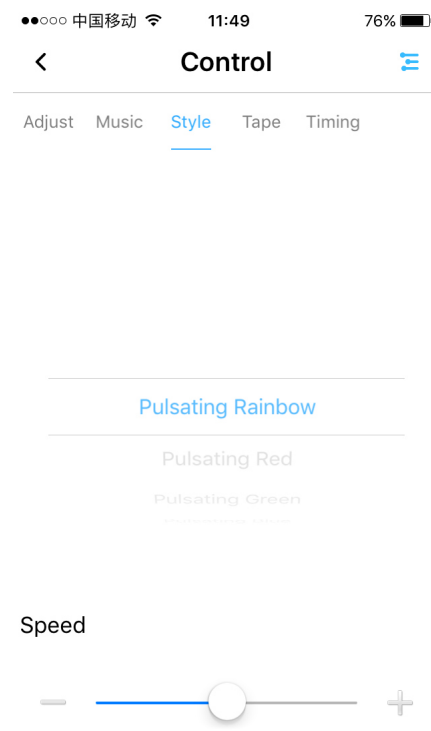 中国移动 11:49 76%
Control
Adjust Music Style Tape Timing
Pulsating Rainbow
Pulsating Red
Pulsating Green
Speed